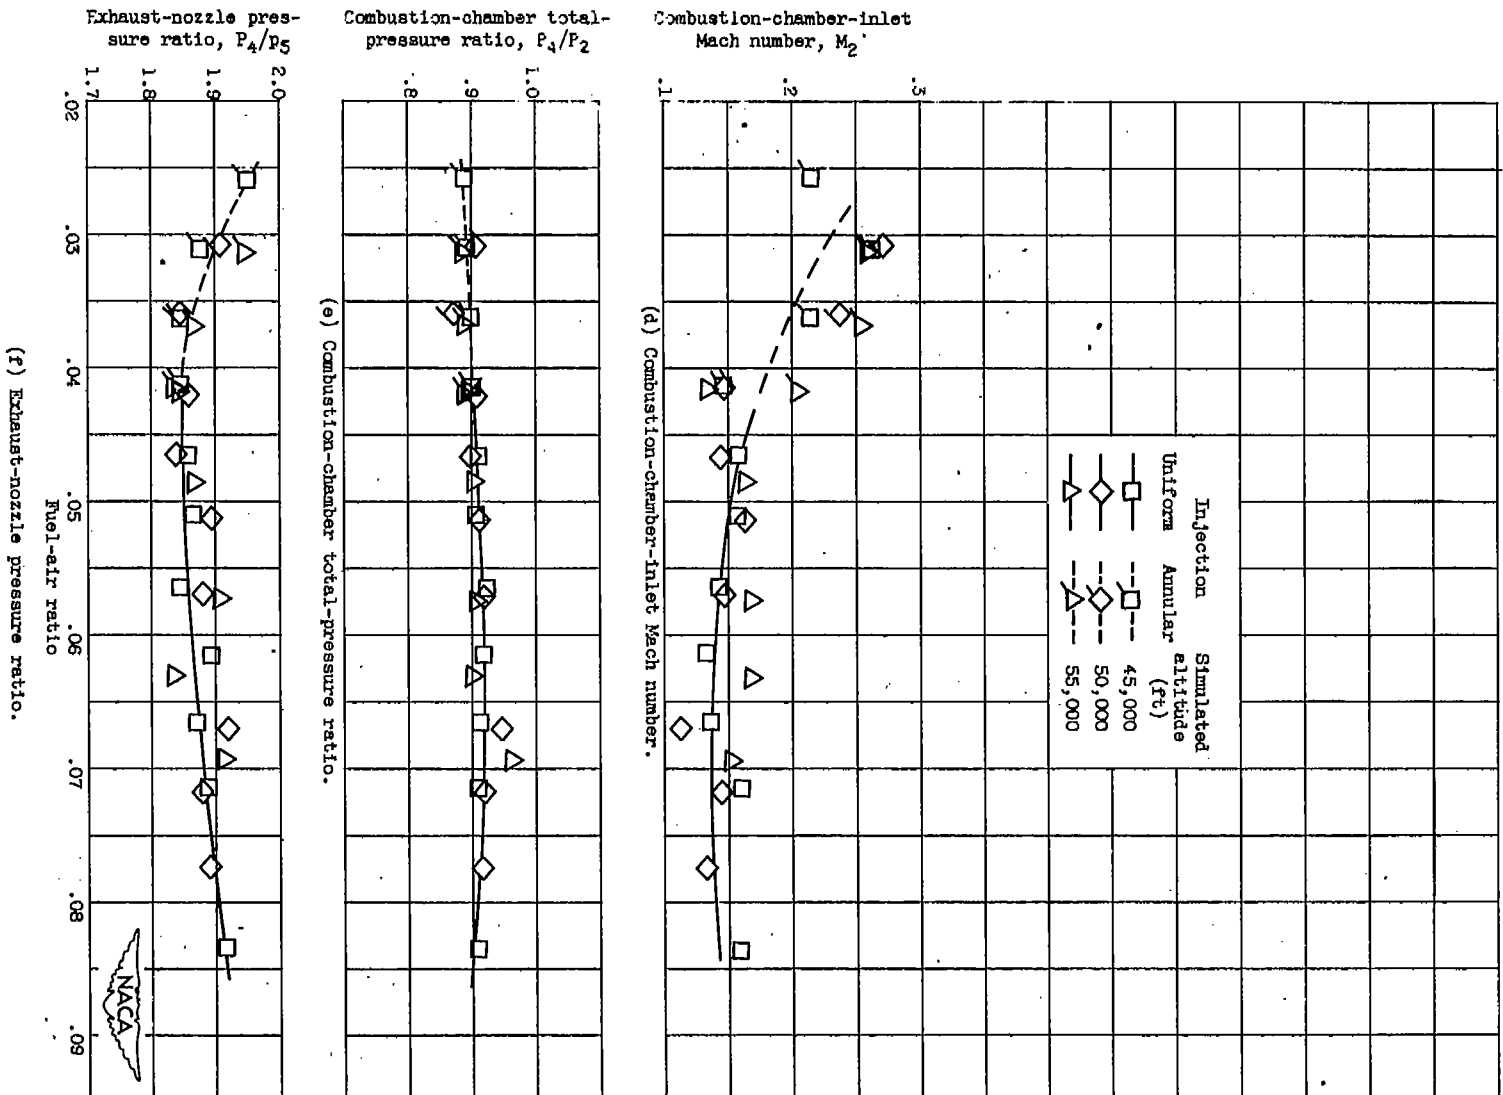 Combustion-chamber-inlet
Mach number, M2
.3
.2
.1
Injection
Uniform
Annular
Simulated
altitude
(ft)
45,000
50,000
55,000
(d) Combustion-chamber-inlet Mach number.
Combustion-chamber total-
pressure ratio, P4/P2
1.0
.9
.8
(e) Combustion-chamber total-pressure ratio.
Exhaust-nozzle pres-
sure ratio, P4/p5
2.0
1.9
1.8
1.7
.02
.03
.04
.05
.06
.07
.08
.09
Fuel-air ratio
(f) Exhaust-nozzle pressure ratio.
NACA